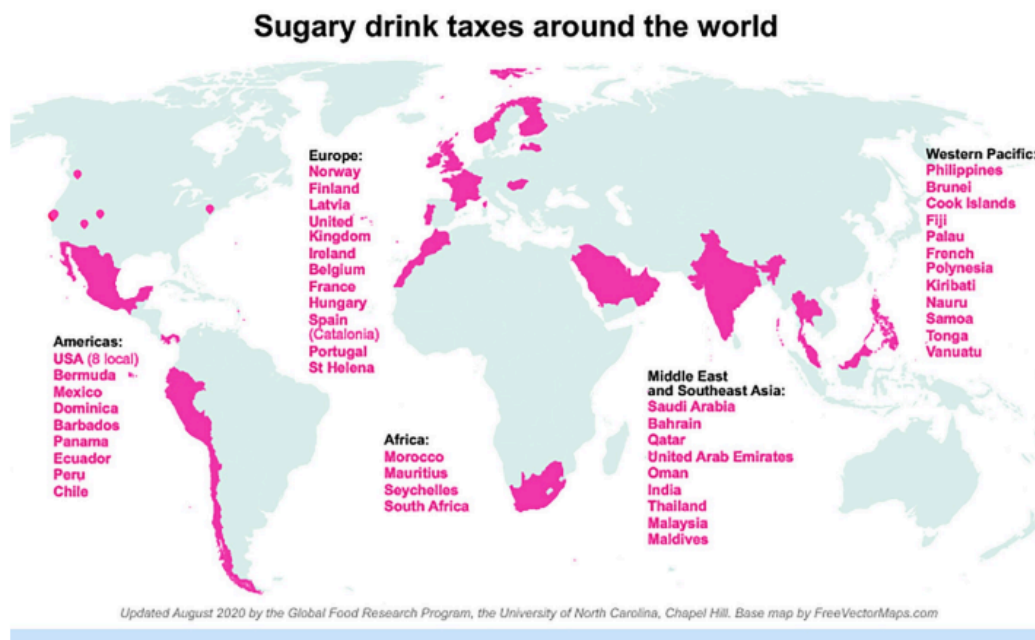 Sugary drink taxes around the world
Europe:
Norway
Finland
Latvia
United
Kingdom
Ireland
Belgium
France
Hungary
Spain
(Catalonia)
Portugal
St Helena
Western Pacific:
Philippines
Brunei
Cook Islands
Fiji
Palau
French
Polynesia
Kiribati
Nauru
Samoa
Tonga
Vanuatu
Americas:
USA (8 local)
Bermuda
Mexico
Dominica
Barbados
Panama
Ecuador
Peru
Chile
Africa:
Morocco
Mauritius
Seychelles
South Africa
Middle East
and Southeast Asia:
Saudi Arabia
Bahrain
Qatar
United Arab Emirates
Oman
India
Thailand
Malaysia
Maldives
Updated August 2020 by the Global Food Research Program, the University of North Carolina, Chapel Hill. Base map by FreeVectorMaps.com